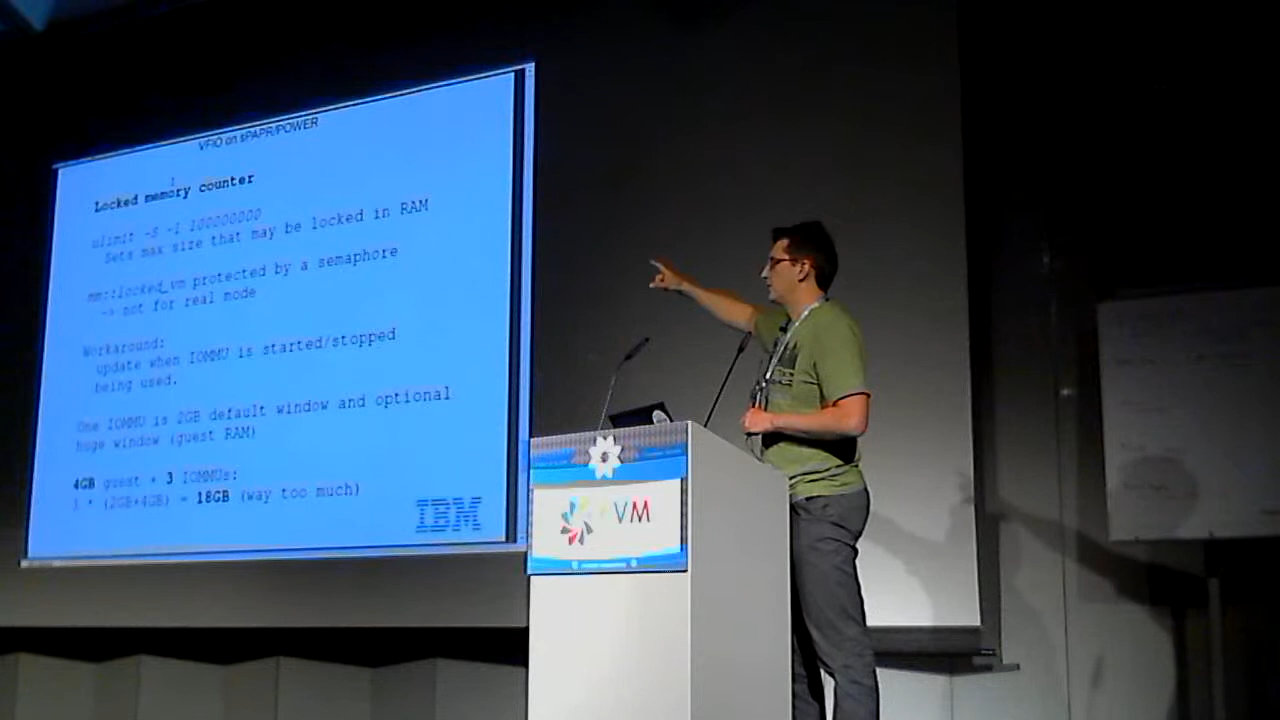 VFIO on sPAPR/POWER
Locked memory counter
ulimit -S -l 100000000
Sets max size that may be locked in RAM
mm::locked_vm protected by a semaphore
-> not for real mode
Workaround:
update when IOMMU is started/stopped
being used.
One IOMMU is 2GB default window and optional
huge window (guest RAM)
4GB guest + 3 IOMMUs:
* (2GB+4GB) = 18GB (way too much)
IBM
VM